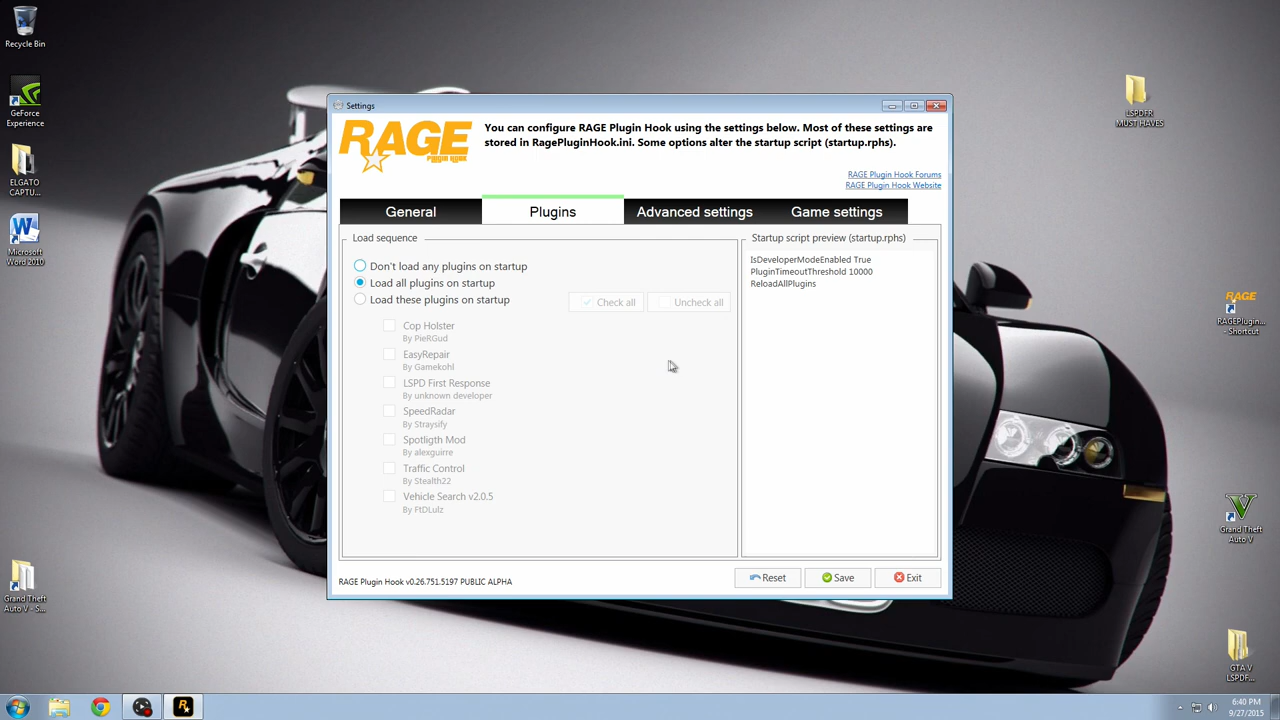 Recycle Bin
GeForce
Experience
ELGATO
CAPTU...
Microsoft
Word 2010
Grand Theft
Auto V - S...
LSPDFR
MUST HAVES
RAGE
RAGEPlugin...
- Shortcut
Grand Theft
Auto V
GTA V
LSPDF...
Settings
RAGE
PLUGIN HOOK
You can configure RAGE Plugin Hook using the settings below. Most of these settings are
stored in RagePluginHook.ini. Some options alter the startup script (startup.rphs).
RAGE Plugin Hook Forums
RAGE Plugin Hook Website
General
Plugins
Advanced settings
Game settings
Load sequence
Don't load any plugins on startup
Load all plugins on startup
Load these plugins on startup
Check all
Uncheck all
Cop Holster
By PieRGud
EasyRepair
By Gamekohl
LSPD First Response
By unknown developer
SpeedRadar
By Straysify
Spotligth Mod
By alexguirre
Traffic Control
By Stealth22
Vehicle Search v2.0.5
By FtDLulz
Startup script preview (startup.rphs)
IsDeveloperModeEnabled True
PluginTimeoutThreshold 10000
ReloadAllPlugins
RAGE Plugin Hook v0.26.751.5197 PUBLIC ALPHA
Reset
Save
Exit
6:40 PM
9/27/2015